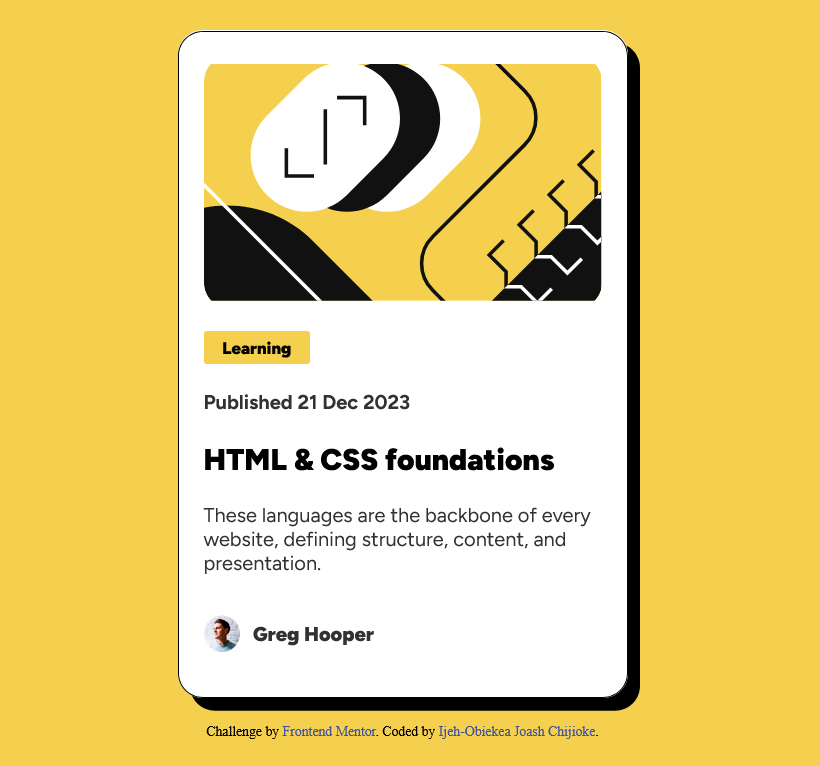 Learning
Published 21 Dec 2023
HTML & CSS foundations
These languages are the backbone of every
website, defining structure, content, and
presentation.
Greg Hooper
Challenge by Frontend Mentor. Coded by Ijeh-Obiekea Joash Chijioke.